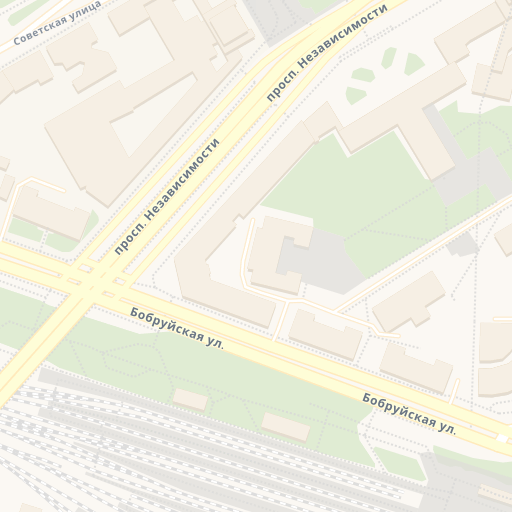 Советская улица
просп. Независимости
просп. Независимости
Бобруйская ул.
Бобруйская ул.